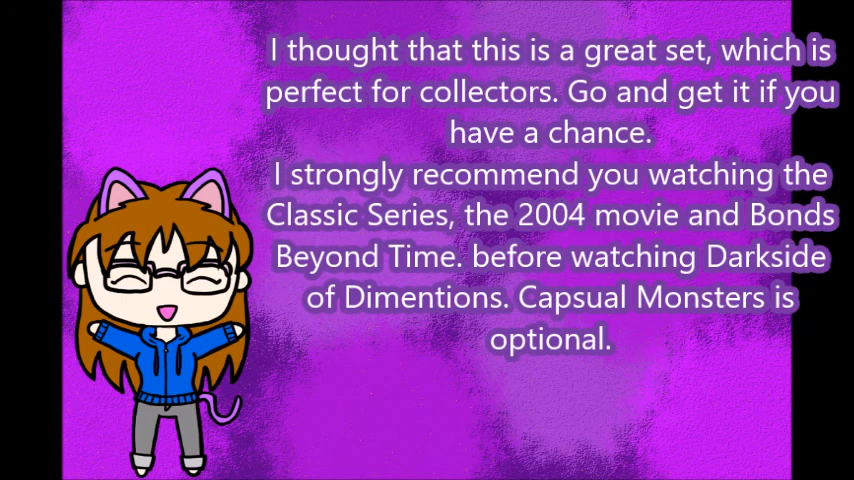 I thought that this is a great set, which is
perfect for collectors. Go and get it if you
have a chance.
I strongly recommend you watching the
Classic Series, the 2004 movie and Bonds
Beyond Time. before watching Darkside
of Dimentions. Capsual Monsters is
optional.